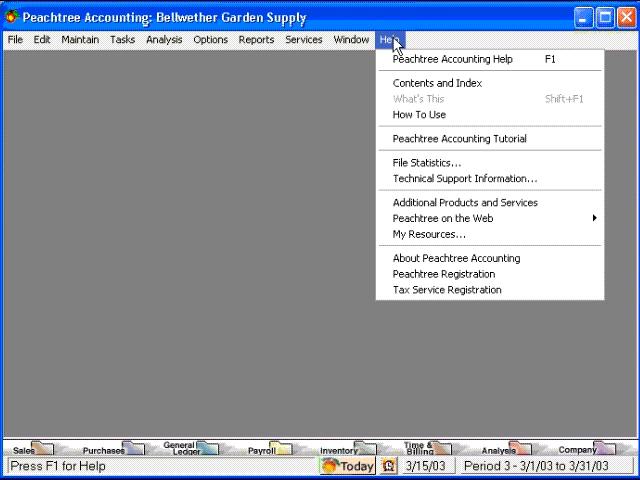 Peachtree Accounting: Bellwether Garden Supply
File Edit Maintain Tasks Analysis Options Reports Services Window Help
Peachtree Accounting Help F1
Contents and Index
What's This Shift+F1
How To Use
Peachtree Accounting Tutorial
File Statistics...
Technical Support Information...
Additional Products and Services
Peachtree on the Web
My Resources...
About Peachtree Accounting
Peachtree Registration
Tax Service Registration
Sales Purchases General Ledger Payroll Inventory Time & Billing Analysis Company
Press F1 for Help Today 3/15/03 Period 3 - 3/1/03 to 3/31/03